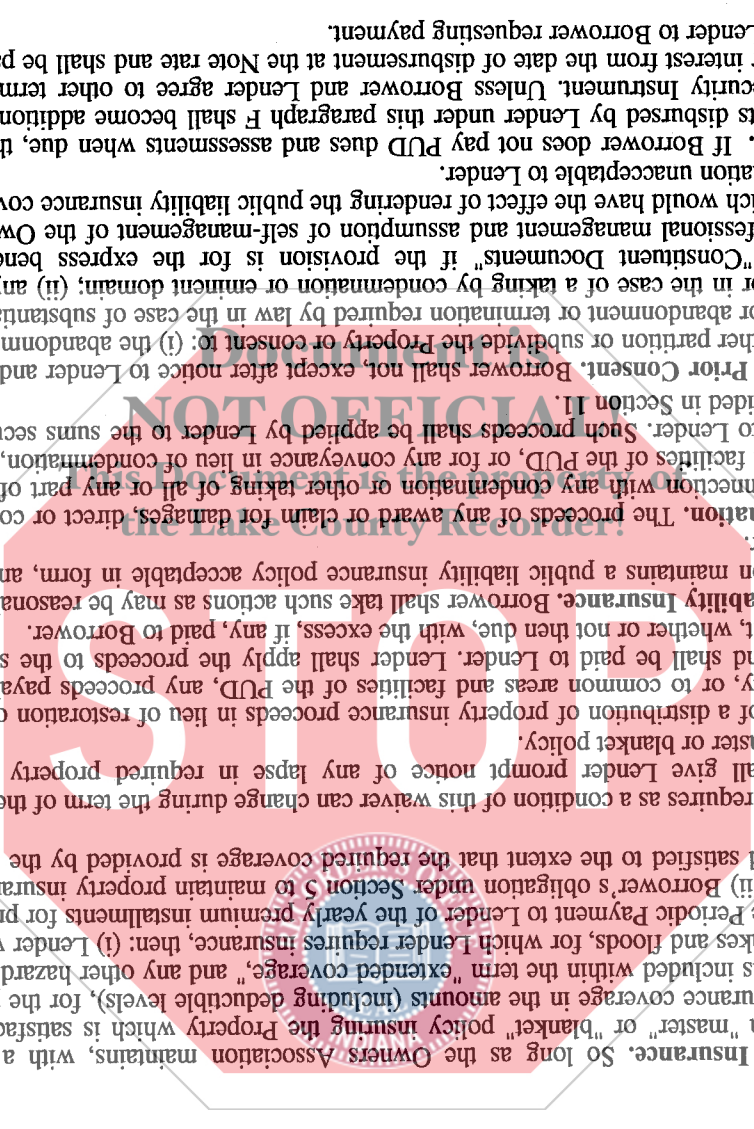 Insurance. So long as the Owners Association maintains, with a
"master" or "blanket" policy insuring the Property which is satisfac
urance coverage in the amounts (including deductible levels), for the
s included within the term "extended coverage," and any other hazard
akes and floods, for which Lender requires insurance, then: (i) Lender
Periodic Payment to Lender of the yearly premium installments for pr
ii) Borrower's obligation under Section 5 to maintain property insura
d satisfied to the extent that the required coverage is provided by the
requires as a condition of this waiver can change during the term of the
all give Lender prompt notice of any lapse in required property
aster or blanket policy.
of a distribution of property insurance proceeds in lieu of restoration o
y, or to common areas and facilities of the PUD, any proceeds paya
nd shall be paid to Lender. Lender shall apply the proceeds to the s
t, whether or not then due, with the excess, if any, paid to Borrower.
ability Insurance. Borrower shall take such actions as may be reasona
on maintains a public liability insurance policy acceptable in form, an
nation. The proceeds of any award or claim for damages, direct or co
nnection with any condemnation or other taking of all or any part of
facilities of the PUD, or for any conveyance in lieu of condemnation,
to Lender. Such proceeds shall be applied by Lender to the sums secu
ided in Section 11.
Prior Consent. Borrower shall not, except after notice to Lender and
her partition or subdivide the Property or consent to: (i) the abandonm
or abandonment or termination required by law in the case of substantia
or in the case of a taking by condemnation or eminent domain; (ii) any
"Constituent Documents" if the provision is for the express bene
fessional management and assumption of self-management of the Ow
ich would have the effect of rendering the public liability insurance cov
ation unacceptable to Lender.
. If Borrower does not pay PUD dues and assessments when due, th
ts disbursed by Lender under this paragraph F shall become addition
ecurity Instrument. Unless Borrower and Lender agree to other term
r interest from the date of disbursement at the Note rate and shall be pa
Lender to Borrower requesting payment.
Document is
NOT OFFICIAL!
This Document is the property of
the Lake County Recorder!
STOP
INDIANA